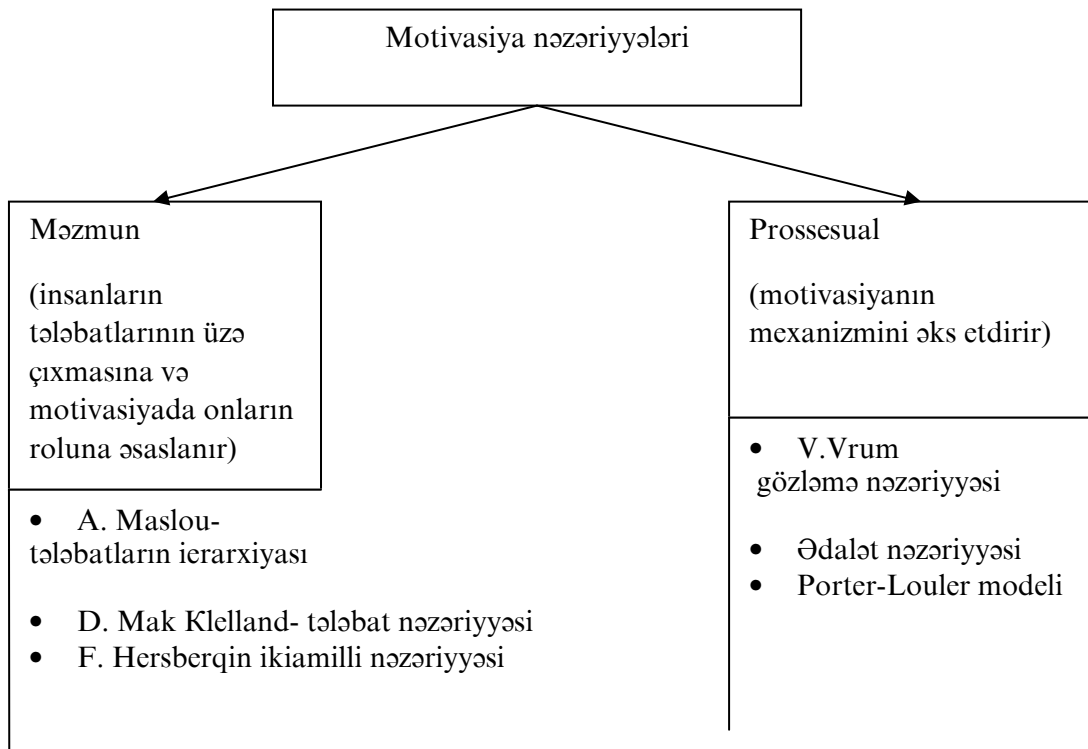 Motivasiya nəzəriyyələri
Məzmun
(insanların
tələbatlarının üzə
çıxmasına və
motivasiyada onların
roluna əsaslanır)
• A. Maslou-
tələbatların ierarxiyası
• D. Mak Klelland- tələbat nəzəriyyəsi
• F. Hersberqin ikiamilli nəzəriyyəsi
Prossesual
(motivasiyanın
mexanizmini əks etdirir)
• V.Vrum
gözləmə nəzəriyyəsi
• Ədalət nəzəriyyəsi
• Porter-Louler modeli